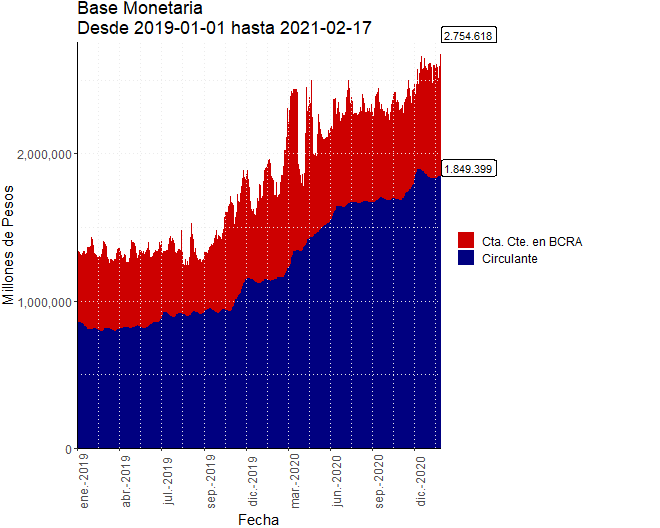 Base Monetaria
Desde 2019-01-01 hasta 2021-02-17
2.754.618
2,000,000
1.849.399
Millones de Pesos
Cta. Cte. en BCRA
Circulante
1,000,000
0
ene.-2019
abr.-2019
jul.-2019
sep.-2019
dic.-2019
mar.-2020
jun.-2020
sep.-2020
dic.-2020
Fecha